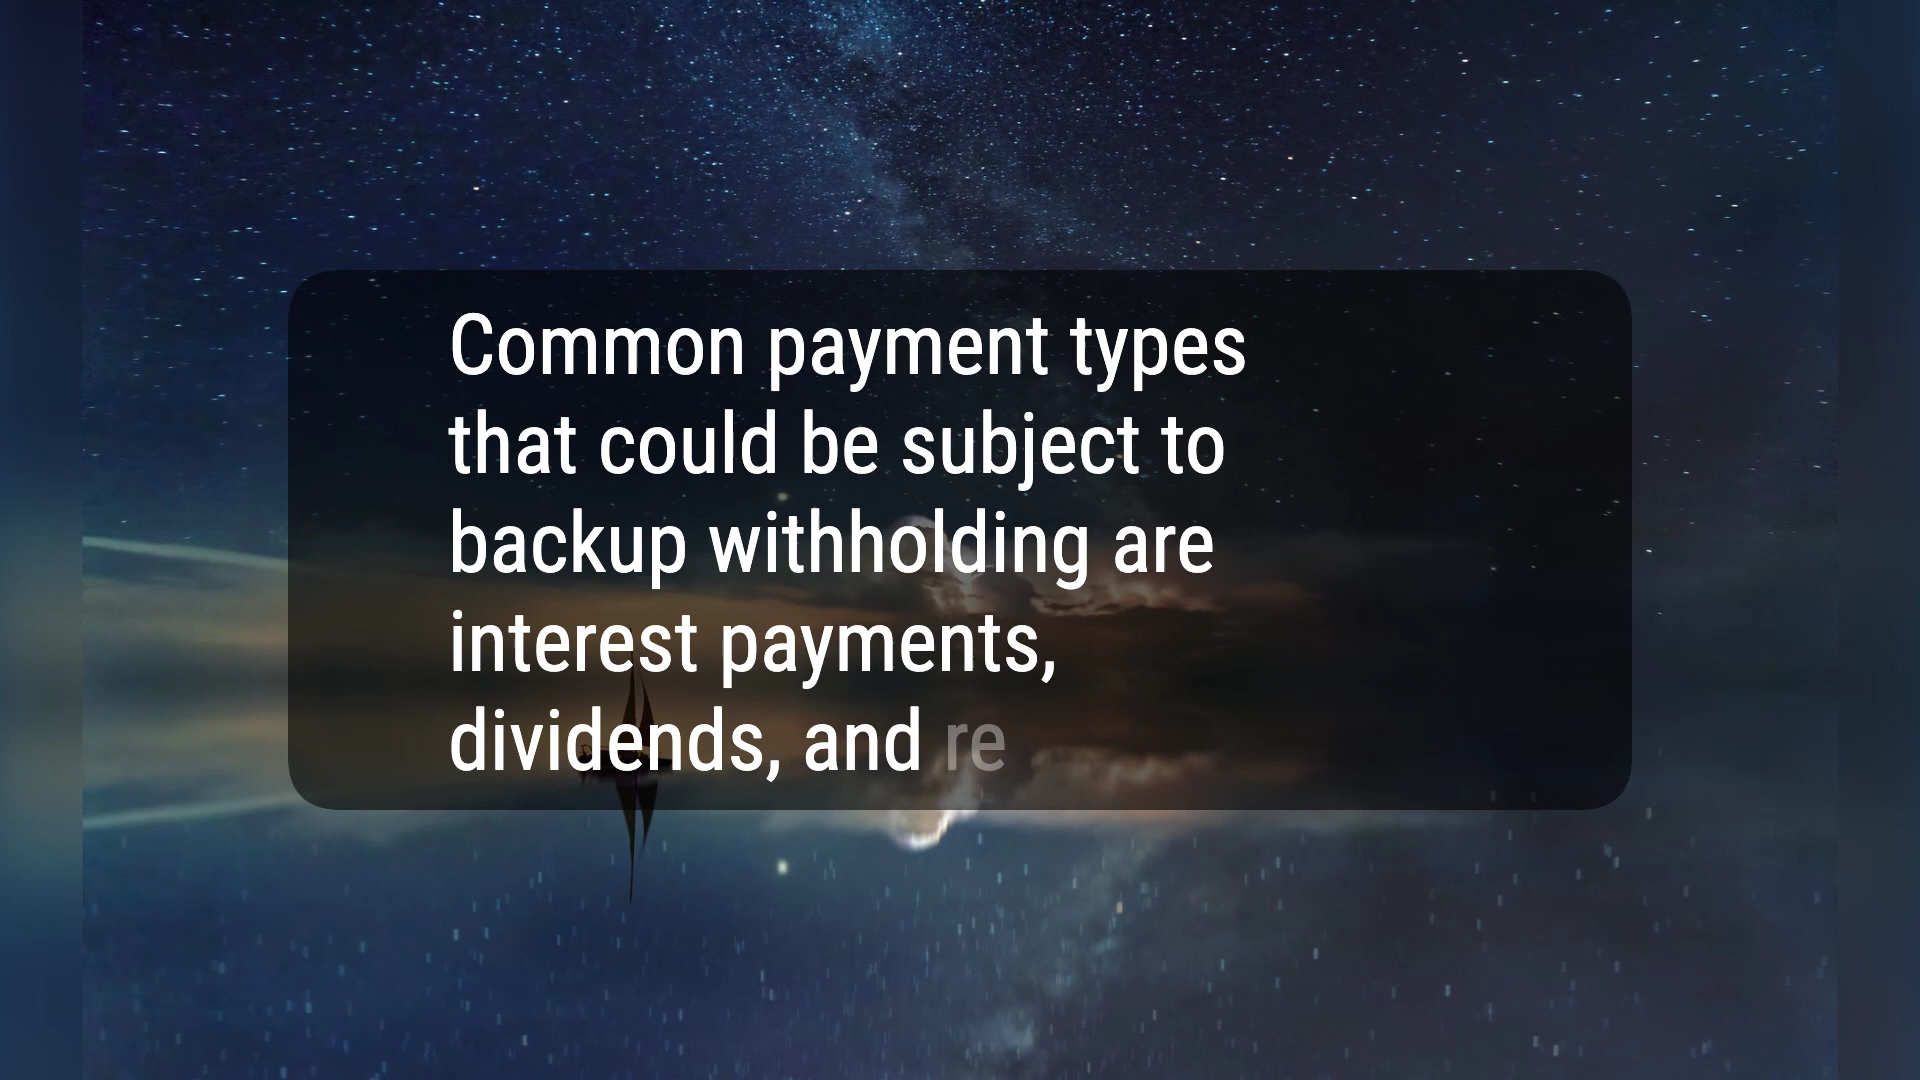 Common payment types
that could be subject to
backup withholding are
interest payments,
dividends, and re